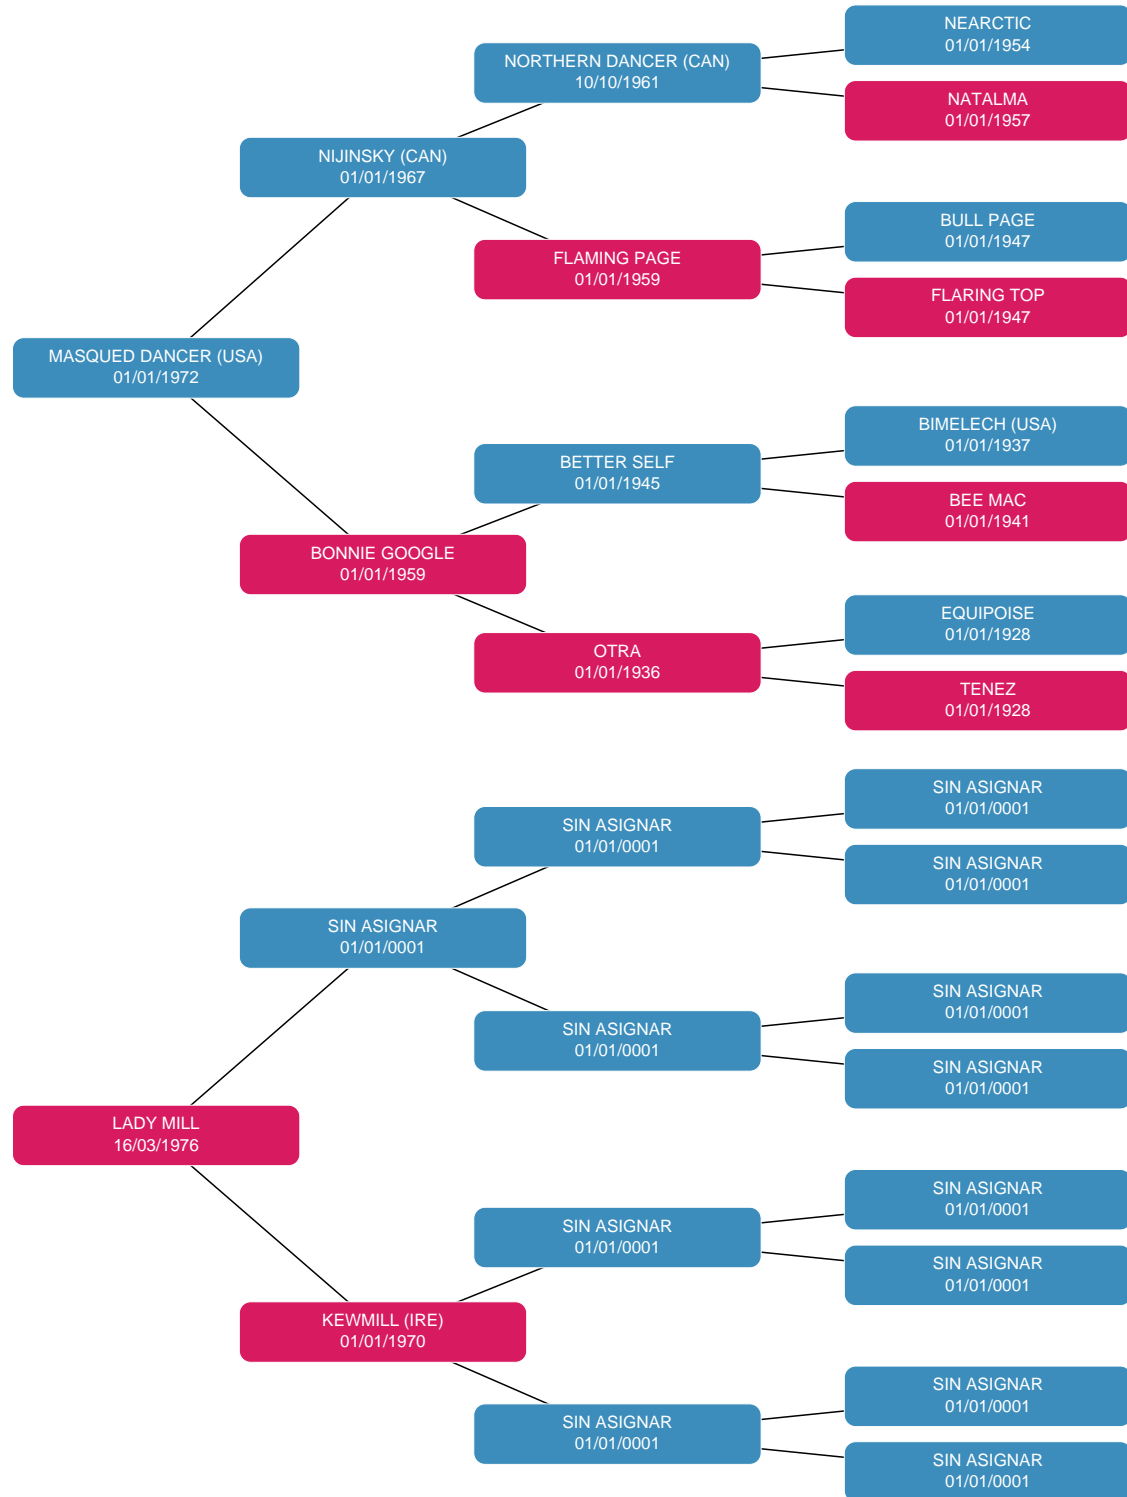 NEARCTIC
01/01/1954
NORTHERN DANCER (CAN)
10/10/1961
NATALMA
01/01/1957
NIJINSKY (CAN)
01/01/1967
BULL PAGE
01/01/1947
FLAMING PAGE
01/01/1959
FLARING TOP
01/01/1947
MASQUED DANCER (USA)
01/01/1972
BIMELECH (USA)
01/01/1937
BETTER SELF
01/01/1945
BEE MAC
01/01/1941
BONNIE GOOGLE
01/01/1959
EQUIPOISE
01/01/1928
OTRA
01/01/1936
TENEZ
01/01/1928
SIN ASIGNAR
01/01/0001
SIN ASIGNAR
01/01/0001
SIN ASIGNAR
01/01/0001
SIN ASIGNAR
01/01/0001
SIN ASIGNAR
01/01/0001
SIN ASIGNAR
01/01/0001
SIN ASIGNAR
01/01/0001
LADY MILL
16/03/1976
SIN ASIGNAR
01/01/0001
SIN ASIGNAR
01/01/0001
SIN ASIGNAR
01/01/0001
KEWMILL (IRE)
01/01/1970
SIN ASIGNAR
01/01/0001
SIN ASIGNAR
01/01/0001
SIN ASIGNAR
01/01/0001